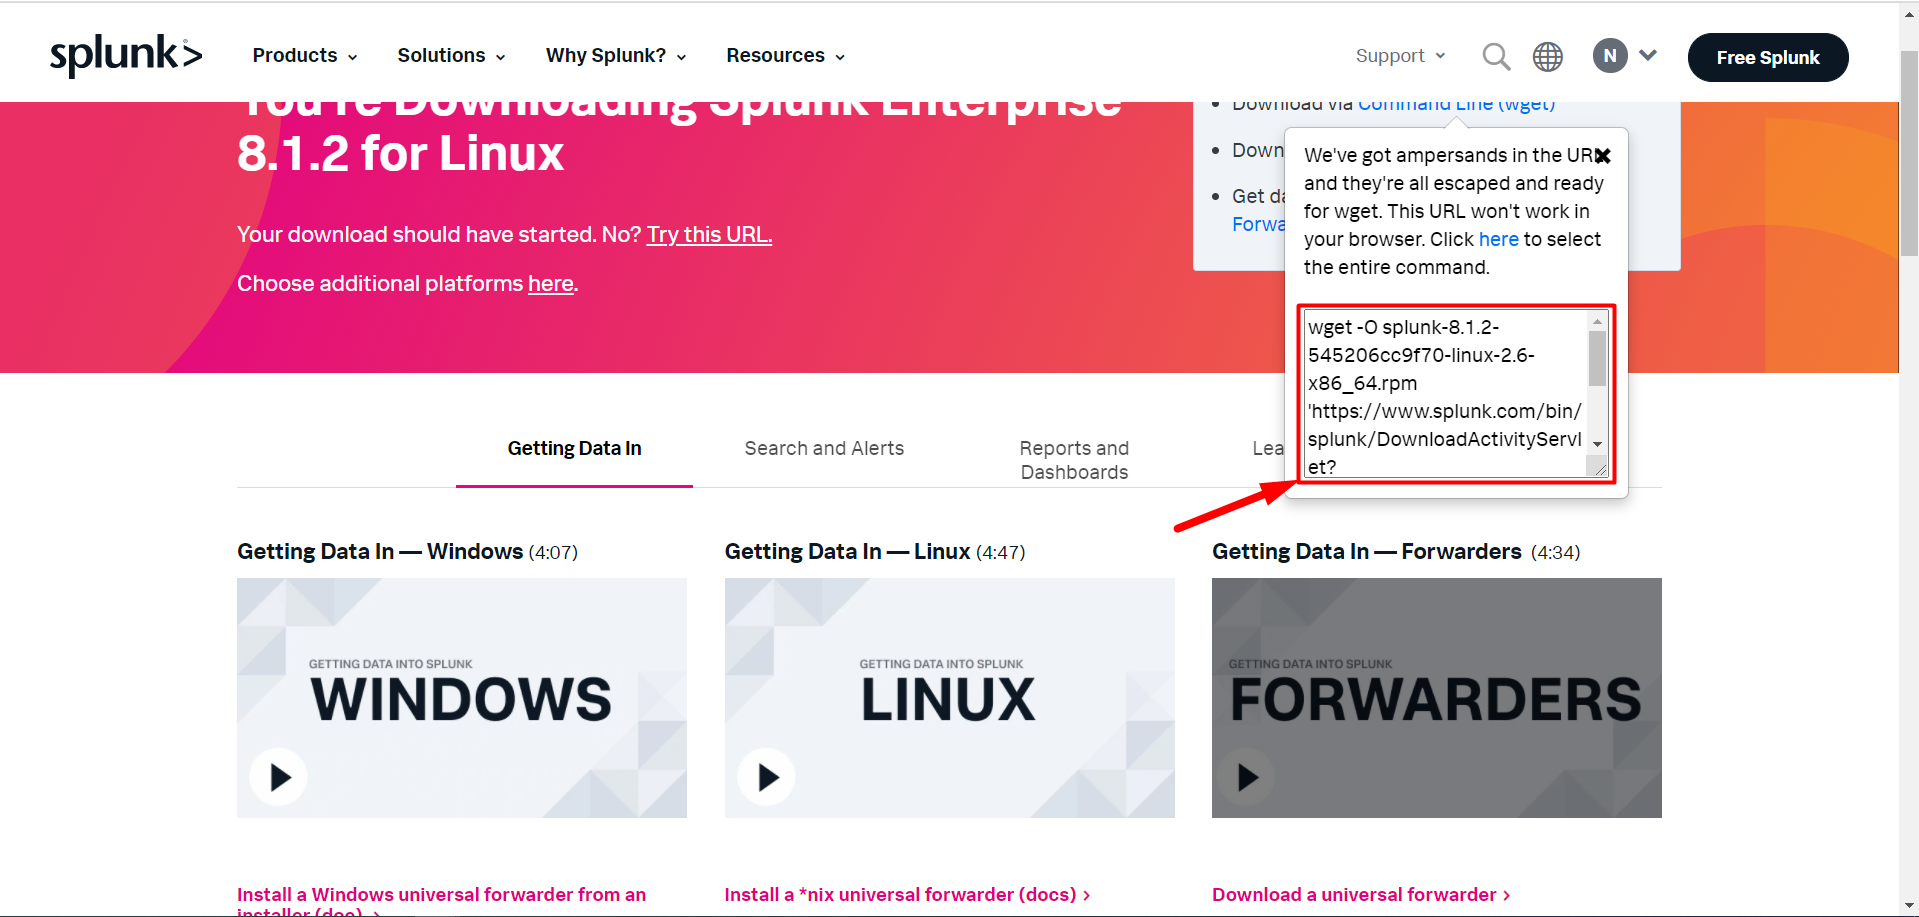 splunk>
Products
Solutions
Why Splunk?
Resources
Support
N
Free Splunk
You're Downloading Splunk Enterprise
8.1.2 for Linux
Your download should have started. No? Try this URL.
Choose additional platforms here.
Download via Command Line (wget)
Down
Get da
Forwa
We've got ampersands in the URL
and they're all escaped and ready
for wget. This URL won't work in
your browser. Click here to select
the entire command.
wget -O splunk-8.1.2-
545206cc9f70-linux-2.6-
x86_64.rpm
'https://www.splunk.com/bin/
splunk/DownloadActivityServl
et?
Getting Data In
Search and Alerts
Reports and
Dashboards
Lea
Getting Data In — Windows (4:07)
Getting Data In — Linux (4:47)
Getting Data In — Forwarders (4:34)
GETTING DATA INTO SPLUNK
WINDOWS
GETTING DATA INTO SPLUNK
LINUX
GETTING DATA INTO SPLUNK
FORWARDERS
Install a Windows universal forwarder from an
installer (doc) >
Install a *nix universal forwarder (docs) >
Download a universal forwarder >